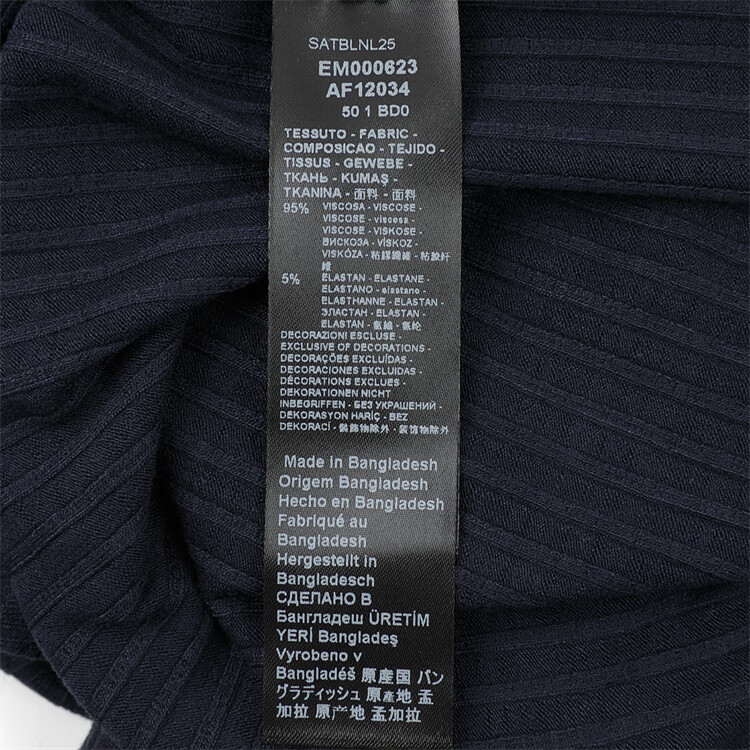 SATBLNL25
EM000623
AF12034
50 1 BD0
TESSUTO - FABRIC -
COMPOSICAO - TEJIDO -
TISSUS - GEWEBE -
ТКАНЬ - KUMAŞ -
TKANINA - 面料 - 面料
95% VISCOSA - VISCOSE -
VISCOSE - viscosa -
VISCOSE - VISKOSE -
ВИСКОЗА - VİSKOZ -
VISKÓZA - 粘膠纖維 - 粘胶纤
维
5% ELASTAN - ELASTANE -
ELASTANO - elastano -
ELASTHANNE - ELASTAN -
ЭЛАСТАН - ELASTAN -
ELASTAN - 氨綸 - 氨纶
DECORAZIONI ESCLUSE -
EXCLUSIVE OF DECORATIONS -
DECORAÇÕES EXCLUÍDAS -
DECORACIONES EXCLUIDAS -
DÉCORATIONS EXCLUES -
DEKORATIONEN NICHT
INBEGRIFFEN - БЕЗ УКРАШЕНИЙ -
DEKORASYON HARİÇ - BEZ
DEKORACÍ - 裝飾物除外 - 装饰物除外
Made in Bangladesh
Origem Bangladesh
Hecho en Bangladesh
Fabriqué au
Bangladesh
Hergestellt in
Bangladesch
СДЕЛАНО В
Бангладеш ÜRETİM
YERİ Bangladeş
Vyrobeno v
Bangladéš 原産国 バン
グラディッシュ 原產地 孟
加拉 原产地 孟加拉